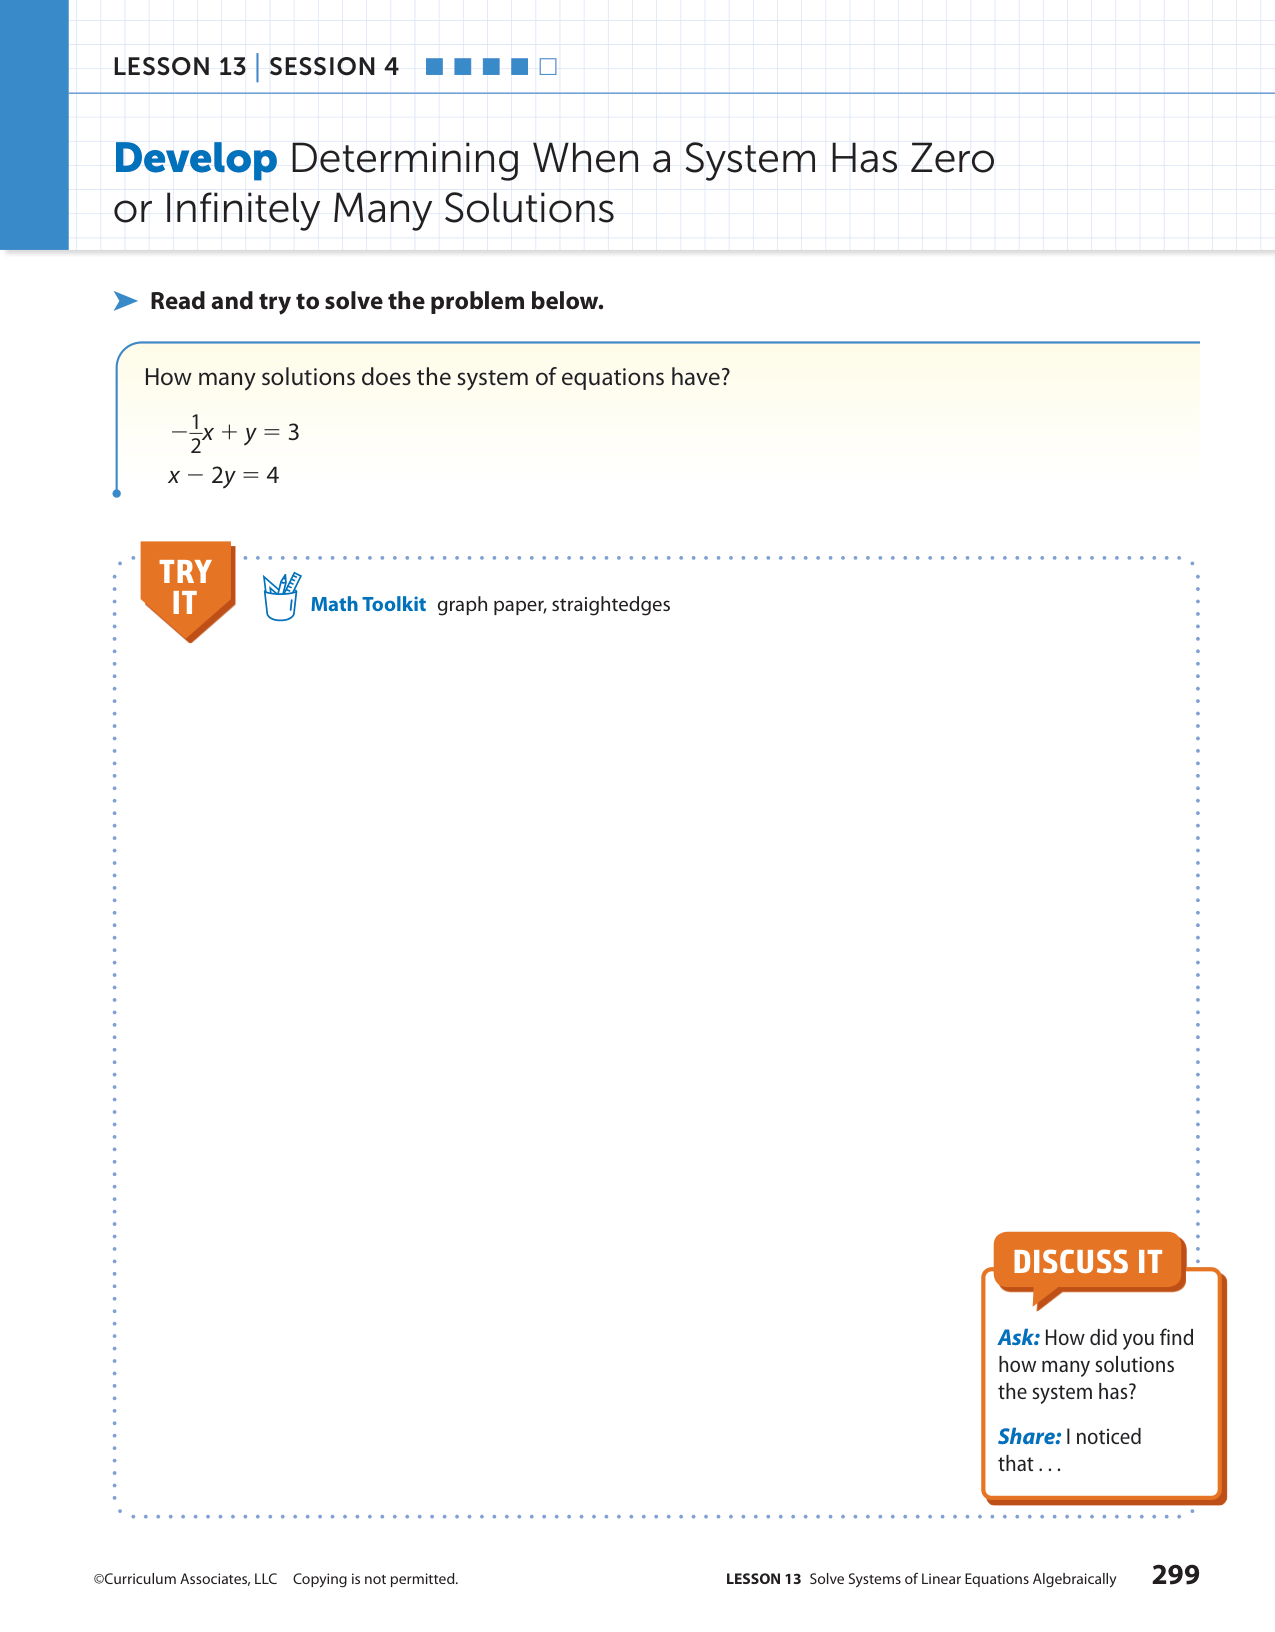 LESSON 13 | SESSION 4
Develop Determining When a System Has Zero
or Infinitely Many Solutions
Read and try to solve the problem below.
How many solutions does the system of equations have?
−1/2x + y = 3
x − 2y = 4
TRY
IT
Math Toolkit graph paper, straightedges
DISCUSS IT
Ask: How did you find
how many solutions
the system has?
Share: I noticed
that . . .
©Curriculum Associates, LLC Copying is not permitted.
LESSON 13 Solve Systems of Linear Equations Algebraically 299